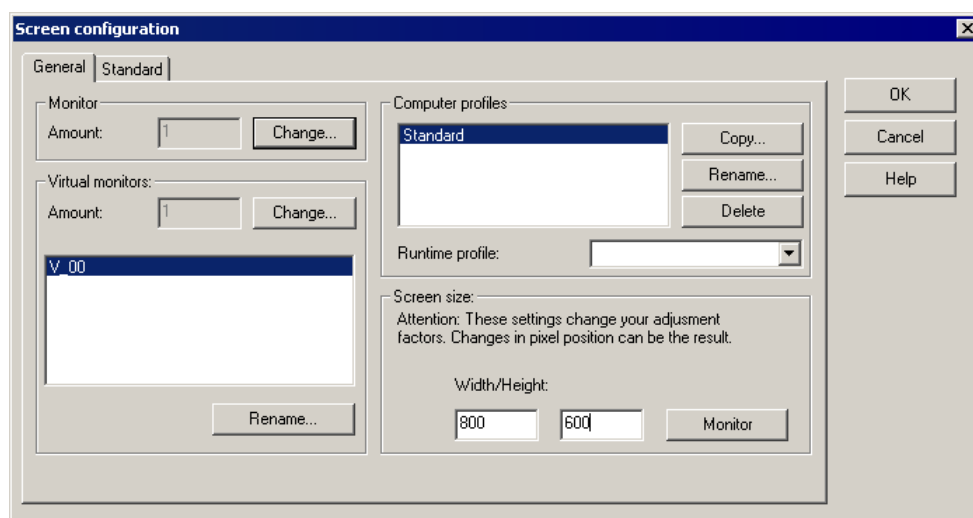 Screen configuration
General
Standard
Monitor
Amount:
1
Change...
Virtual monitors:
Amount:
1
Change...
V_00
Rename...
Computer profiles
Standard
Copy...
Rename...
Delete
Runtime profile:
Screen size:
Attention: These settings change your adjusment
factors. Changes in pixel position can be the result.
Width/Height:
800
600
Monitor
OK
Cancel
Help